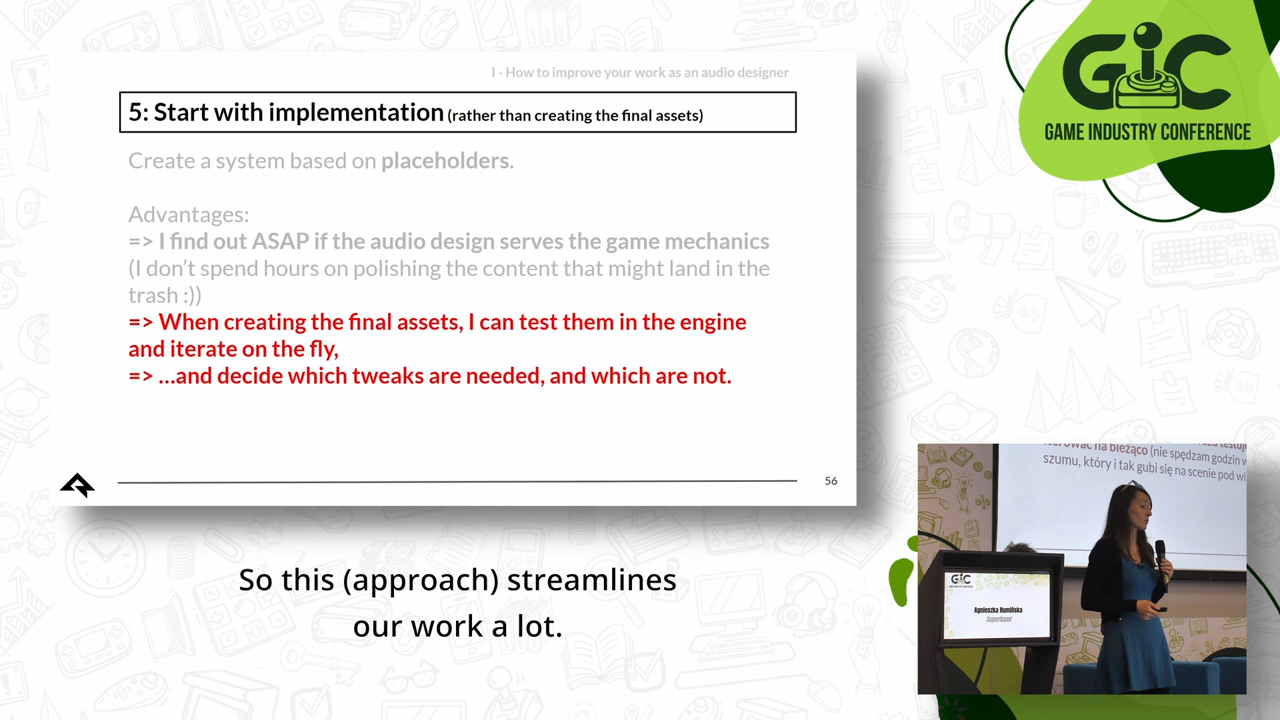 I - How to improve your work as an audio designer
5: Start with implementation (rather than creating the final assets)
Create a system based on placeholders.
Advantages:
=> I find out ASAP if the audio design serves the game mechanics
(I don't spend hours on polishing the content that might land in the
trash :))
=> When creating the final assets, I can test them in the engine
and iterate on the fly,
=> ...and decide which tweaks are needed, and which are not.
56
So this (approach) streamlines
our work a lot.
GIC
GAME INDUSTRY CONFERENCE
na bieżąco (nie spędzam godzin
szumu, który i tak gubi się na scenie pod
GIC
Agnieszka Rumińska